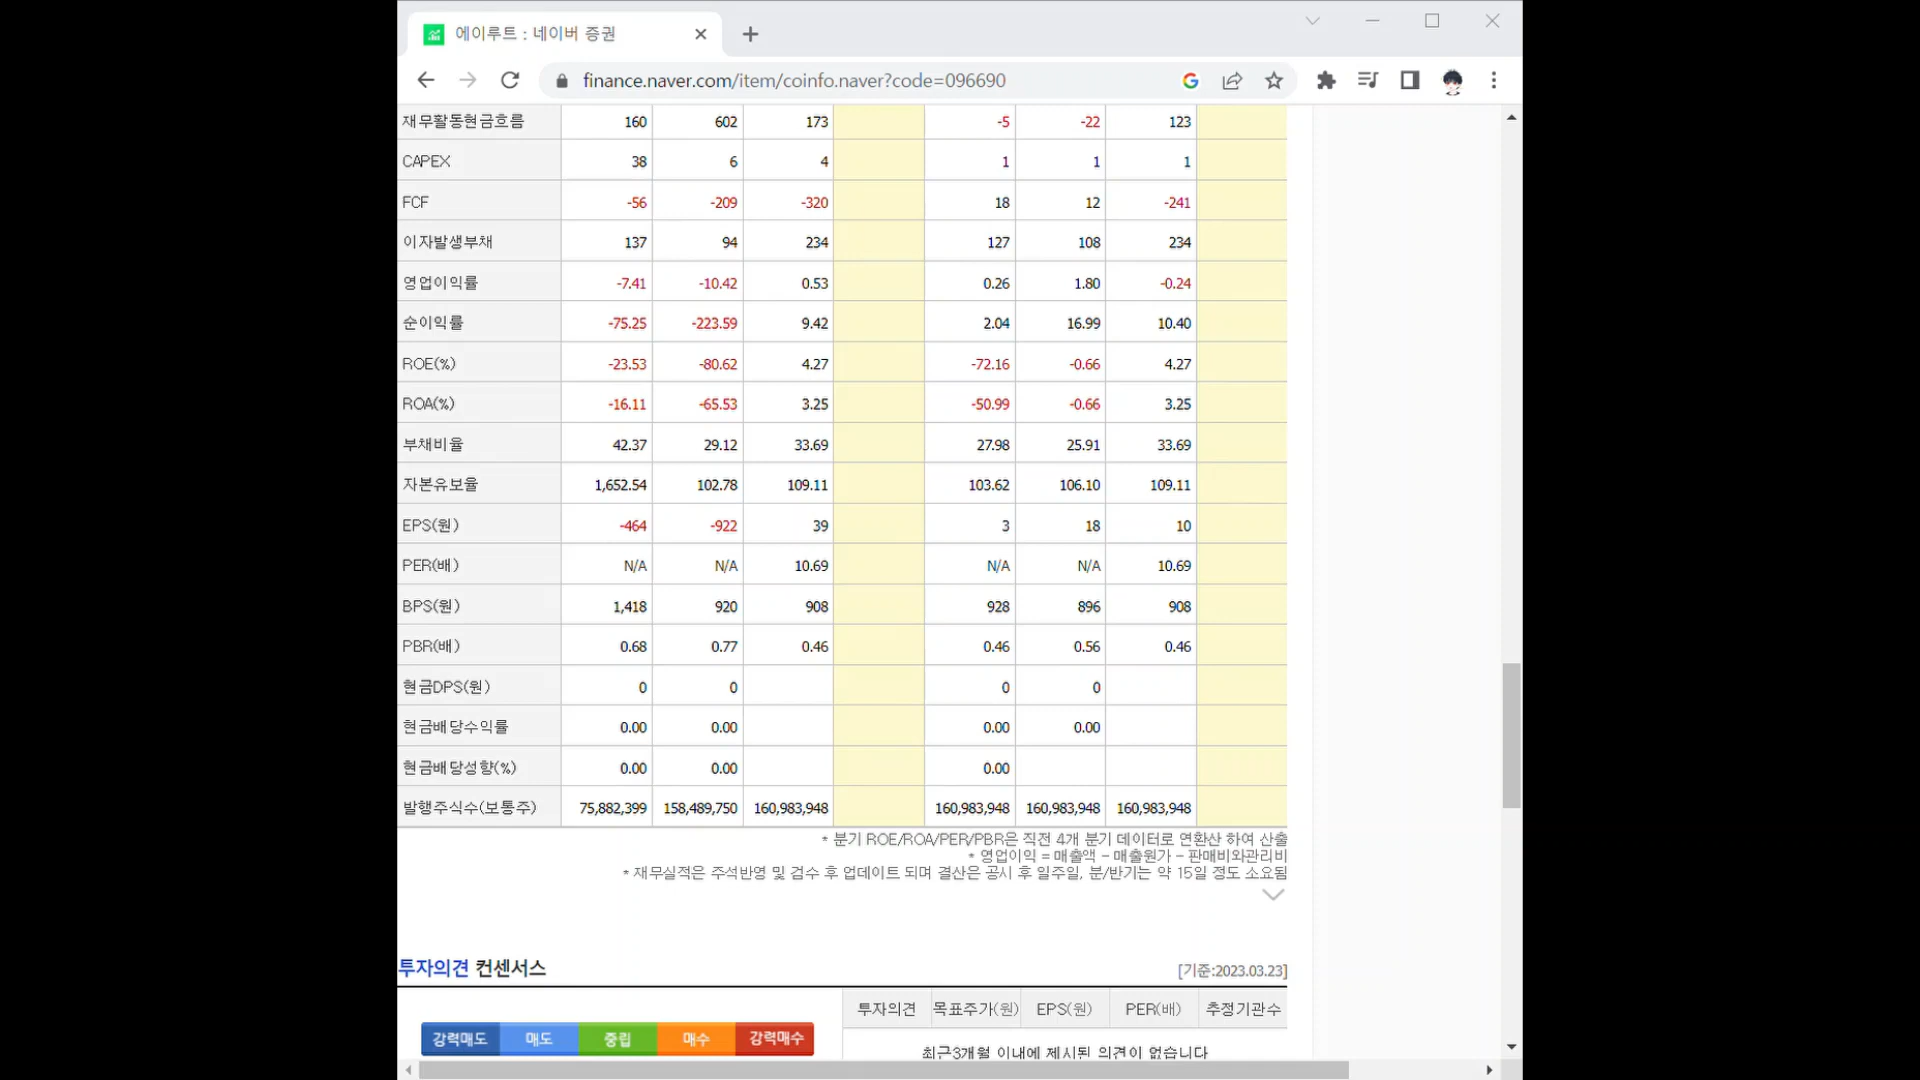 에이루트 : 네이버 증권
finance.naver.com/item/coinfo.naver?code=096690
재무활동현금흐름 160 602 173 -5 -22 123
CAPEX 38 6 4 1 1 1
FCF -56 -209 -320 18 12 -241
이자발생부채 137 94 234 127 108 234
영업이익률 -7.41 -10.42 0.53 0.26 1.80 -0.24
순이익률 -75.25 -223.59 9.42 2.04 16.99 10.40
ROE(%) -23.53 -80.62 4.27 -72.16 -0.66 4.27
ROA(%) -16.11 -65.53 3.25 -50.99 -0.66 3.25
부채비율 42.37 29.12 33.69 27.98 25.91 33.69
자본유보율 1,652.54 102.78 109.11 103.62 106.10 109.11
EPS(원) -464 -922 39 3 18 10
PER(배) N/A N/A 10.69 N/A N/A 10.69
BPS(원) 1,418 920 908 928 896 908
PBR(배) 0.68 0.77 0.46 0.46 0.56 0.46
현금DPS(원) 0 0 0 0
현금배당수익률 0.00 0.00 0.00 0.00
현금배당성향(%) 0.00 0.00 0.00
발행주식수(보통주) 75,882,399 158,489,750 160,983,948 160,983,948 160,983,948 160,983,948
* 분기 ROE/ROA/PER/PBR은 직전 4개 분기 데이터로 연환산 하여 산출
* 영업이익 = 매출액 - 매출원가 - 판매비와관리비
* 재무실적은 주석반영 및 검수 후 업데이트 되며 결산은 공시 후 일주일, 분/반기는 약 15일 정도 소요됨
투자의견 컨센서스 [기준:2023.03.23]
투자의견 목표주가(원) EPS(원) PER(배) 추정기관수
강력매도 매도 중립 매수 강력매수
최근3개월 이내에 제시된 의견이 없습니다